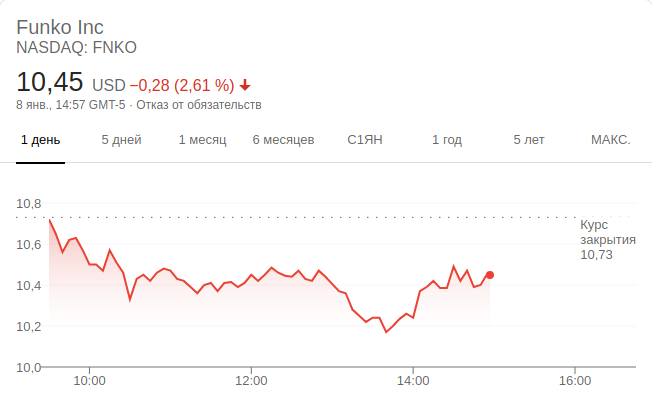 Funko Inc
NASDAQ: FNKO
10,45 USD −0,28 (2,61 %)
8 янв., 14:57 GMT-5 · Отказ от обязательств
1 день 5 дней 1 месяц 6 месяцев С1ЯН 1 год 5 лет МАКС.
10,8
Курс
закрытия
10,73
10,6
10,4
10,2
10,0
10:00 12:00 14:00 16:00